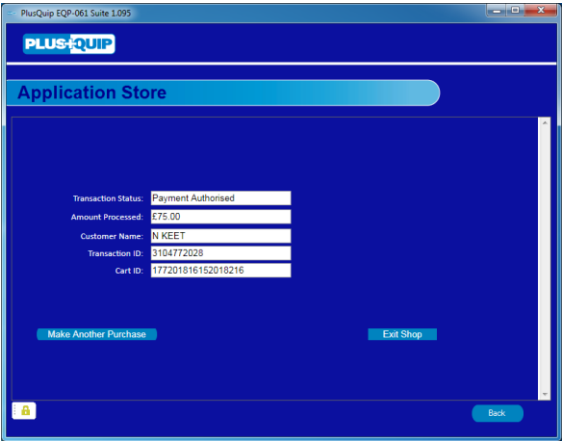 PlusQuip EQP-061 Suite 1.095
PLUS+QUIP
Application Store
Transaction Status: Payment Authorised
Amount Processed: £75.00
Customer Name: N KEET
Transaction ID: 3104772028
Cart ID: 177201816152018216
Make Another Purchase Exit Shop
Back